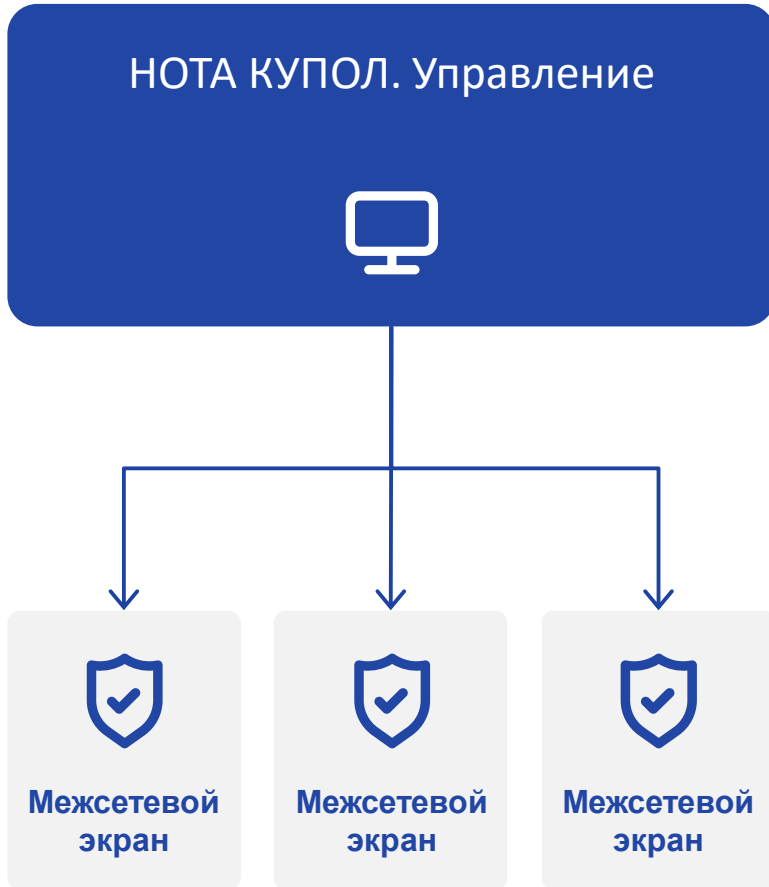 НОТА КУПОЛ. Управление
Межсетевой
экран
Межсетевой
экран
Межсетевой
экран